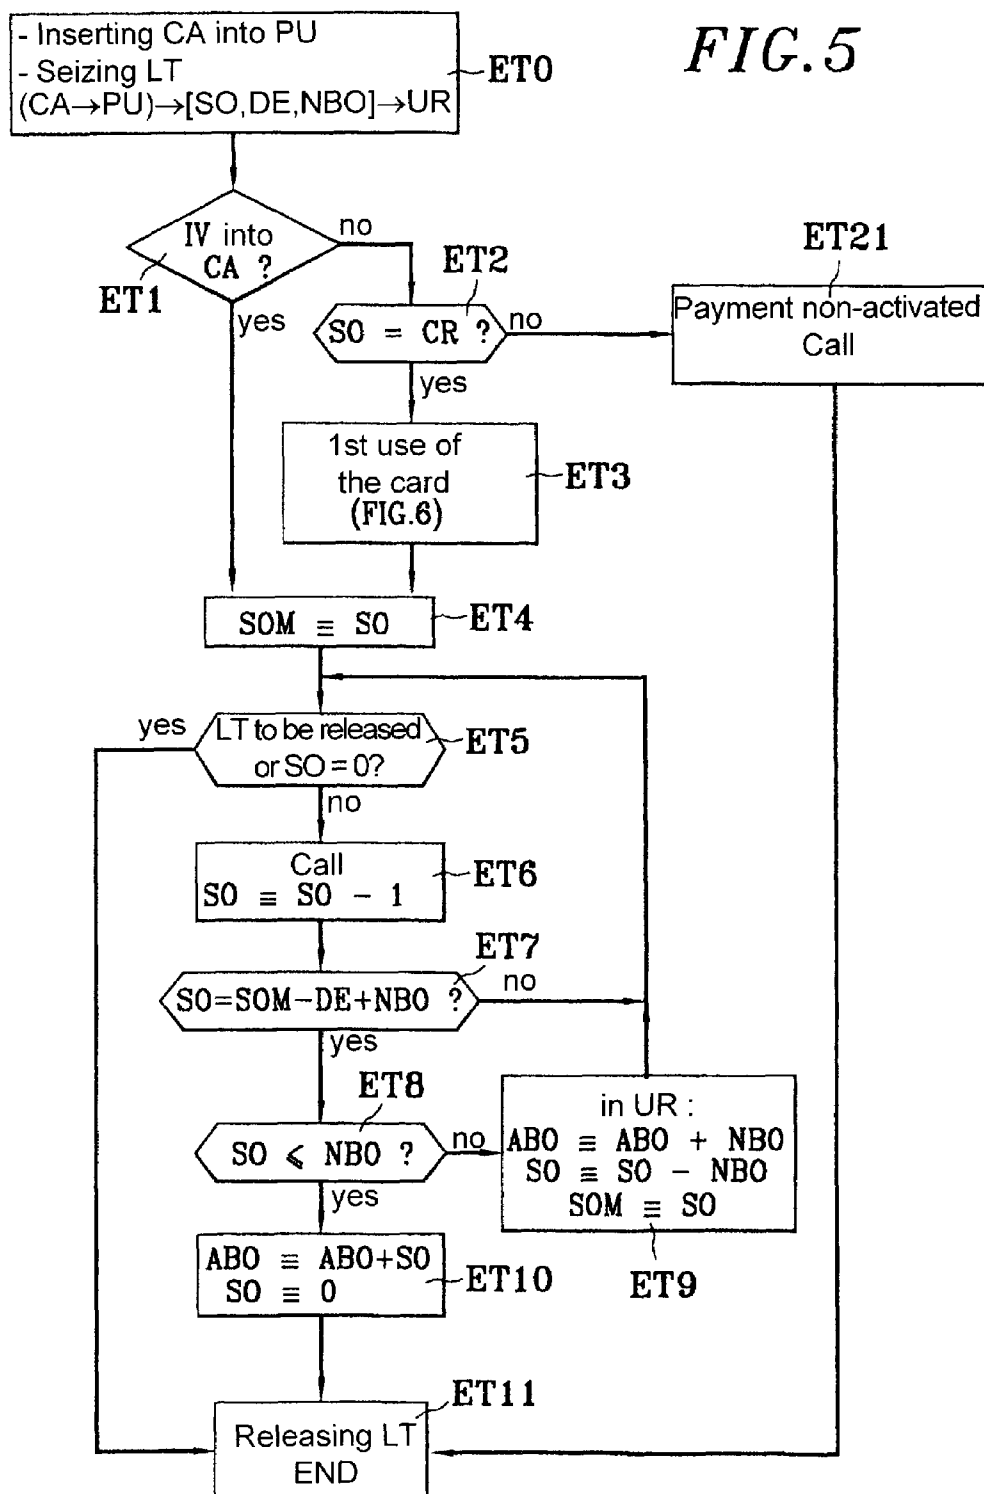 FIG.5
- Inserting CA into PU
- Seizing LT
(CA→PU)→[SO,DE,NBO]→UR
ET0
IV into
CA ?
ET1
no
yes
ET2
SO = CR ?
no
yes
ET21
Payment non-activated
Call
1st use of
the card
(FIG.6)
ET3
SOM ≡ SO
ET4
yes
LT to be released
or SO = 0?
ET5
no
Call
SO ≡ SO - 1
ET6
ET7
SO=SOM-DE+NBO ?
no
yes
ET8
SO ⩽ NBO ?
no
yes
in UR :
ABO ≡ ABO + NBO
SO ≡ SO - NBO
SOM ≡ SO
ET9
ABO ≡ ABO+SO
SO ≡ 0
ET10
ET11
Releasing LT
END